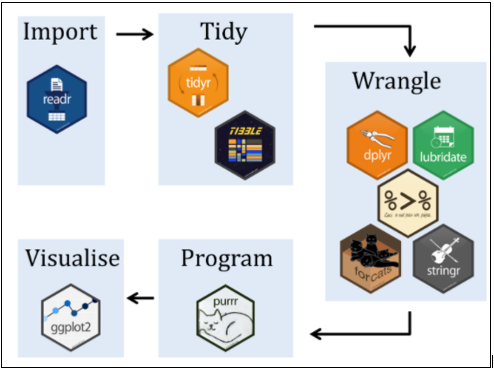 Import
Tidy
readr
tidyr
TIBBLE
Wrangle
dplyr
lubridate
%>%
forcats
stringr
Visualise
Program
ggplot2
purrr